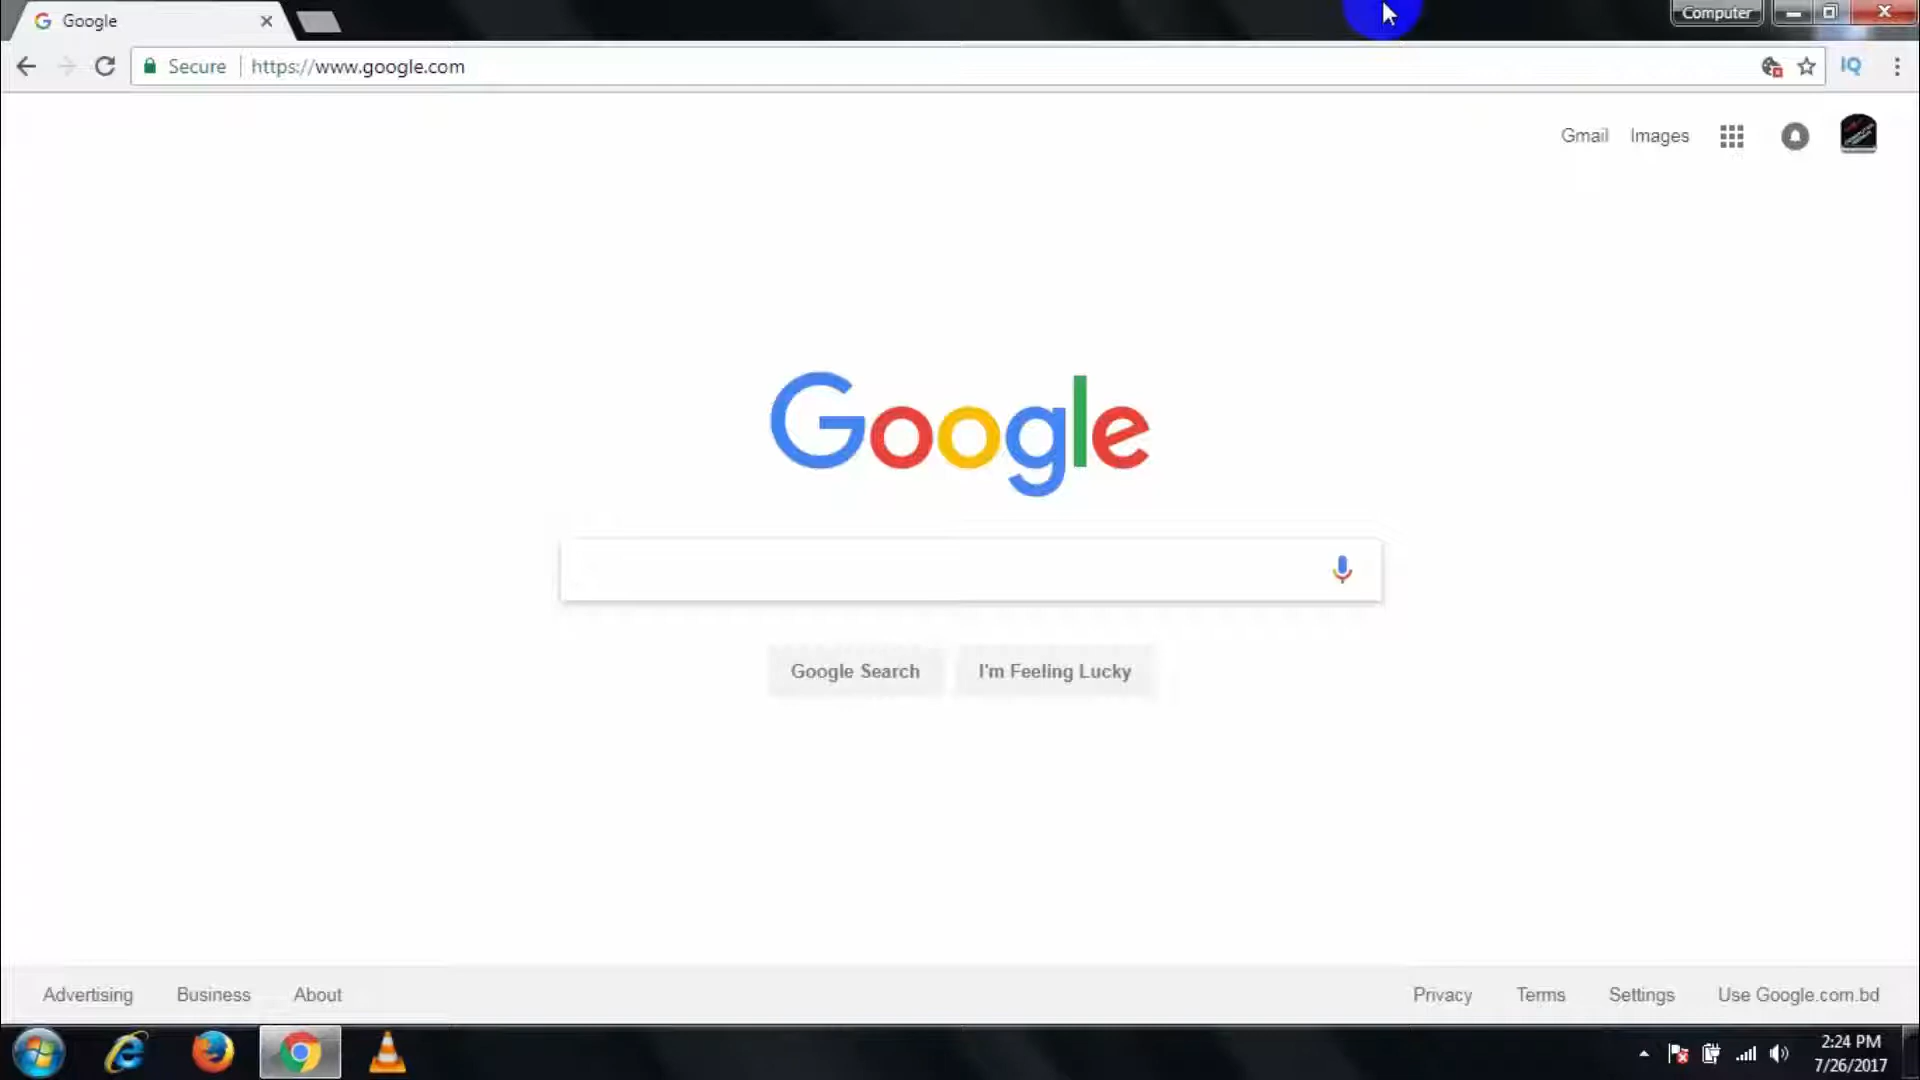 Google
Computer
Secure
https://www.google.com
IQ
Gmail
Images
Google
Google Search
I'm Feeling Lucky
Advertising
Business
About
Privacy
Terms
Settings
Use Google.com.bd
2:24 PM
7/26/2017